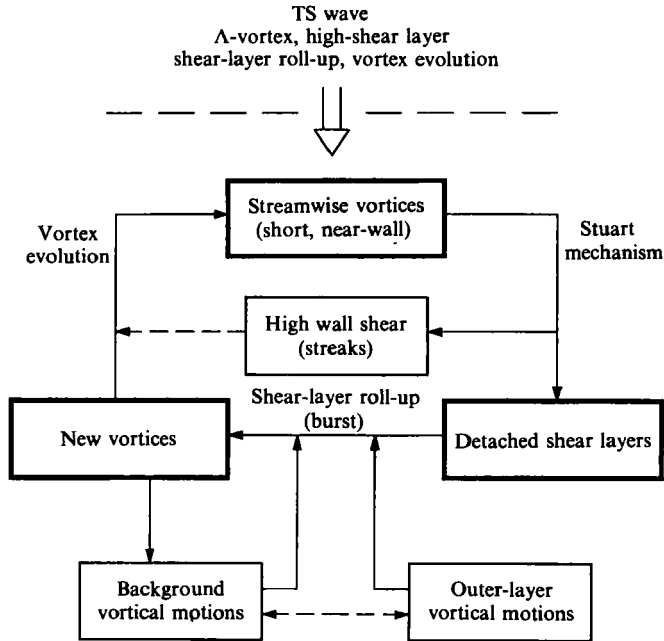 TS wave
Λ-vortex, high-shear layer
shear-layer roll-up, vortex evolution
Streamwise vortices
(short, near-wall)
Vortex
evolution
Stuart
mechanism
High wall shear
(streaks)
Shear-layer roll-up
(burst)
New vortices
Detached shear layers
Background
vortical motions
Outer-layer
vortical motions